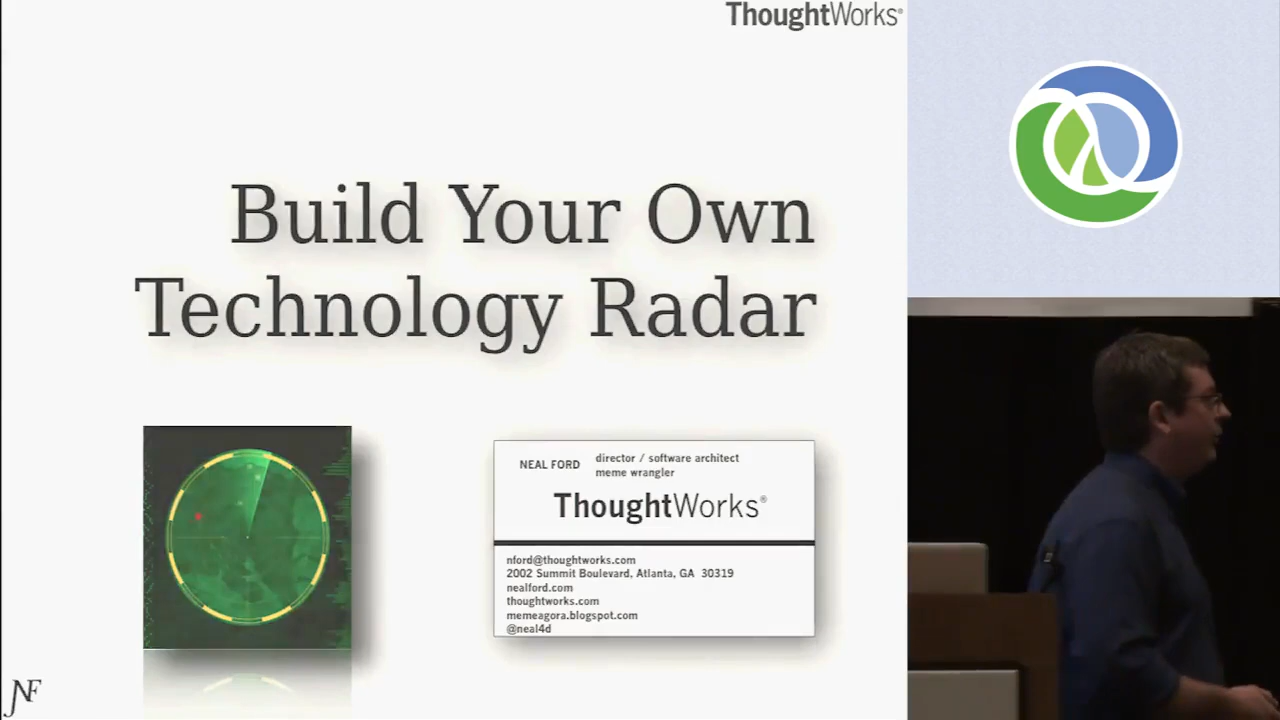 ThoughtWorks®
Build Your Own
Technology Radar
NEAL FORD
director / software architect
meme wrangler
ThoughtWorks®
nford@thoughtworks.com
2002 Summit Boulevard, Atlanta, GA 30319
nealford.com
thoughtworks.com
memeagora.blogspot.com
@neal4d
NF